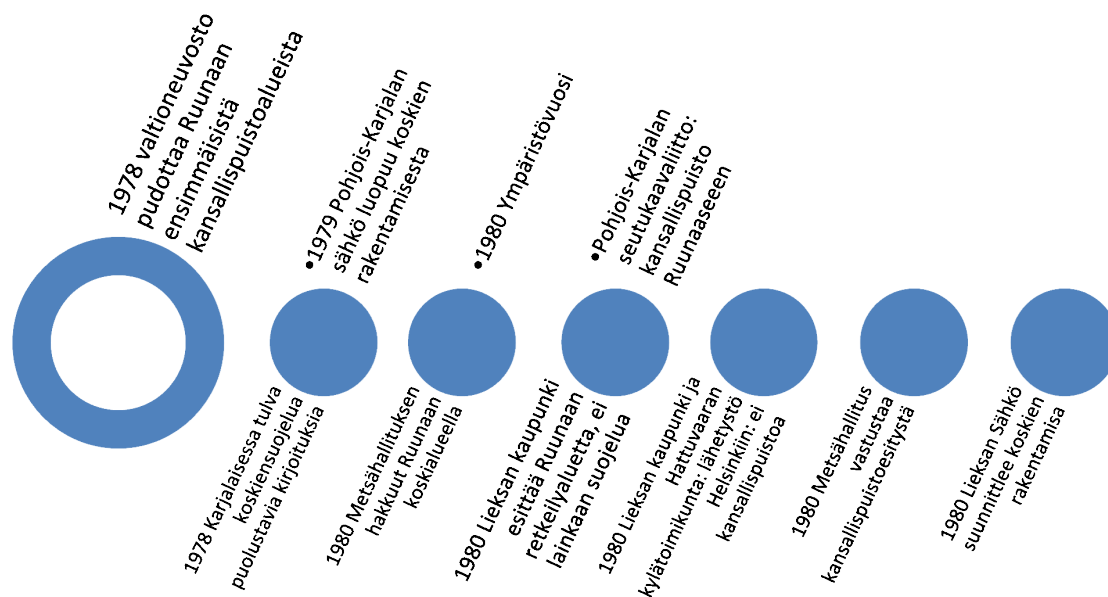 1978 valtioneuvosto
pudottaa Ruunaan
ensimmäisistä
kansallispuistoalueista
•1979 Pohjois-Karjalan
sähkö luopuu koskien
rakentamisesta
•1980 Ympäristövuosi
•Pohjois-Karjalan
seutukaavaliitto:
kansallispuisto
Ruunaaseeen
1978 Karjalaisessa tulva
koskiensuojelua
puolustavia kirjoituksia
1980 Metsähallituksen
hakkuut Ruunaan
koskialueella
1980 Lieksan kaupunki
esittää Ruunaan
retkeilyaluetta, ei
lainkaan suojelua
1980 Lieksan kaupunki ja
Hattuvaaran
kylätoimikunta: lähetystö
Helsinkiin: ei
kansallispuistoa
1980 Metsähallitus
vastustaa
kansallispuistoesitystä
1980 Lieksan Sähkö
suunnittlee koskien
rakentamisa